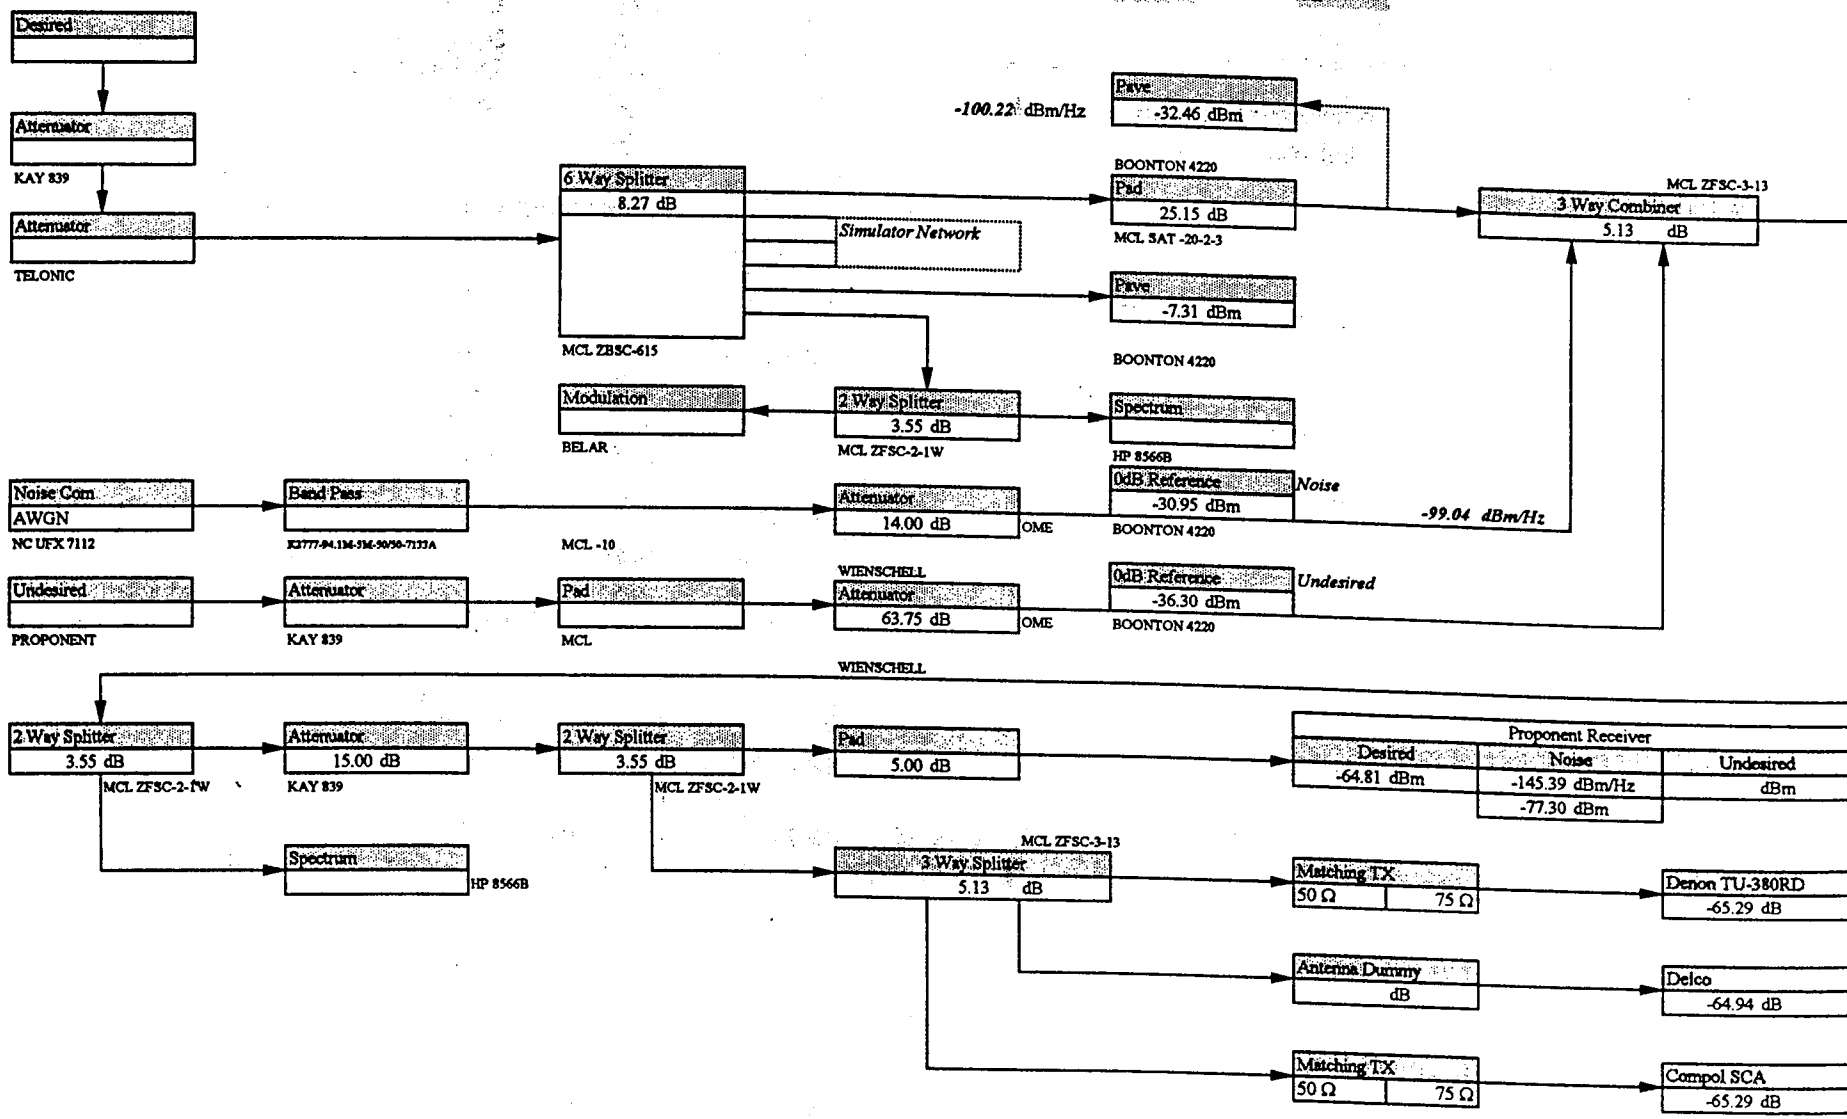 Desired
Attenuator
KAY 839
Attenuator
TELONIC
6 Way Splitter
8.27 dB
MCL ZBSC-615
Simulator Network
-100.22 dBm/Hz
Pave
-32.46 dBm
BOONTON 4220
Pad
25.15 dB
MCL SAT -20-2-3
MCL ZFSC-3-13
3 Way Combiner
5.13 dB
Pave
-7.31 dBm
BOONTON 4220
Modulation
BELAR
2 Way Splitter
3.55 dB
MCL ZFSC-2-1W
Spectrum
HP 8566B
Noise Com
AWGN
NC UFX 7112
Band Pass
K3777-94.1M-5M-50/50-7133A
MCL -10
Attenuator
14.00 dB
OME
WIENSCHELL
0dB Reference
-30.95 dBm
BOONTON 4220
Noise
-99.04 dBm/Hz
Undesired
PROPONENT
Attenuator
KAY 839
Pad
MCL
Attenuator
63.75 dB
OME
WIENSCHELL
0dB Reference
-36.30 dBm
BOONTON 4220
Undesired
2 Way Splitter
3.55 dB
MCL ZFSC-2-1W
Attenuator
15.00 dB
KAY 839
2 Way Splitter
3.55 dB
MCL ZFSC-2-1W
Pad
5.00 dB
Proponent Receiver
Desired Noise Undesired
-64.81 dBm -145.39 dBm/Hz dBm
-77.30 dBm
Spectrum
HP 8566B
MCL ZFSC-3-13
3 Way Splitter
5.13 dB
Matching TX
50 Ω 75 Ω
Denon TU-380RD
-65.29 dB
Antenna Dummy
dB
Delco
-64.94 dB
Matching TX
50 Ω 75 Ω
Compol SCA
-65.29 dB